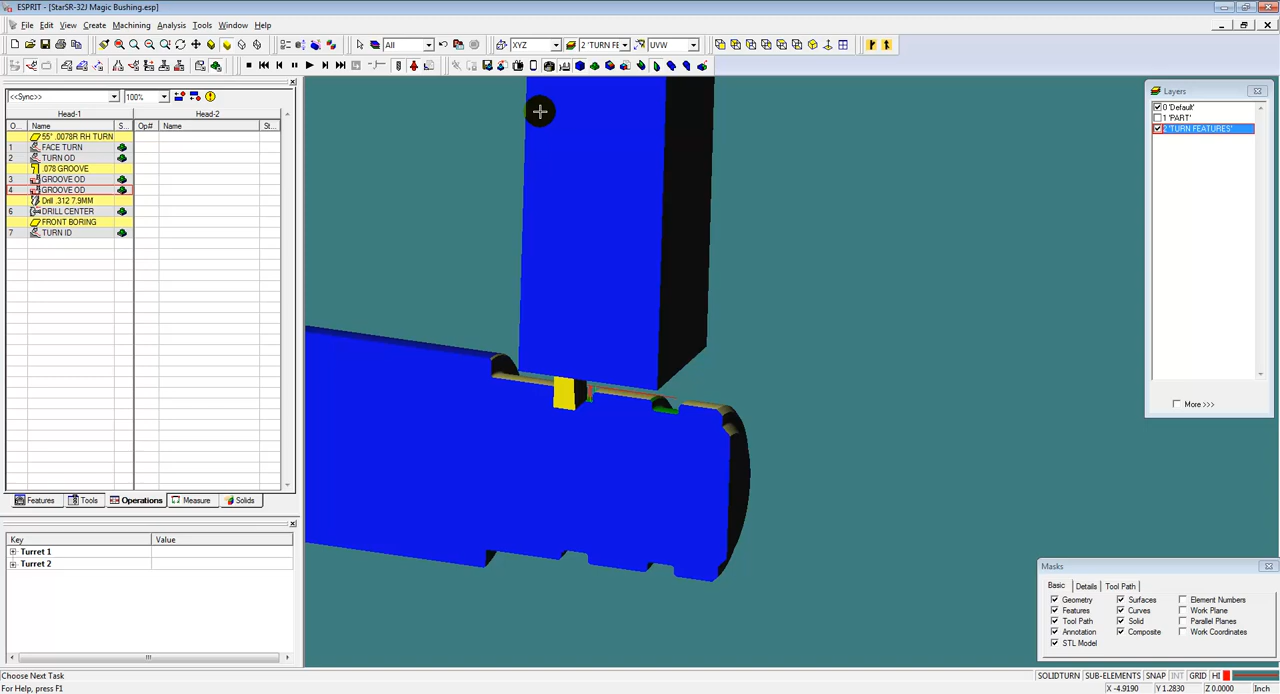 ESPRIT - [StarSR-32J Magic Bushing.esp]
File Edit View Create Machining Analysis Tools Window Help
All XYZ 2 'TURN FE UVW
<<Sync>> 100%
Head-1 Head-2
O... Name S... Op# Name St...
55° .0078R RH TURN
1 FACE TURN
2 TURN OD
.078 GROOVE
3 GROOVE OD
4 GROOVE OD
Drill .312 7.9MM
6 DRILL CENTER
FRONT BORING
7 TURN ID
Features Tools Operations Measure Solids
Key Value
Turret 1
Turret 2
Layers
0 'Default'
1 'PART'
2 'TURN FEATURES'
More >>>
Masks
Basic Details Tool Path
Geometry Surfaces Element Numbers
Features Curves Work Plane
Tool Path Solid Parallel Planes
Annotation Composite Work Coordinates
STL Model
Choose Next Task
SOLIDTURN SUB-ELEMENTS SNAP INT GRID HI
For Help, press F1
X -4.9190 Y 1.2830 Z 0.0000 Inch